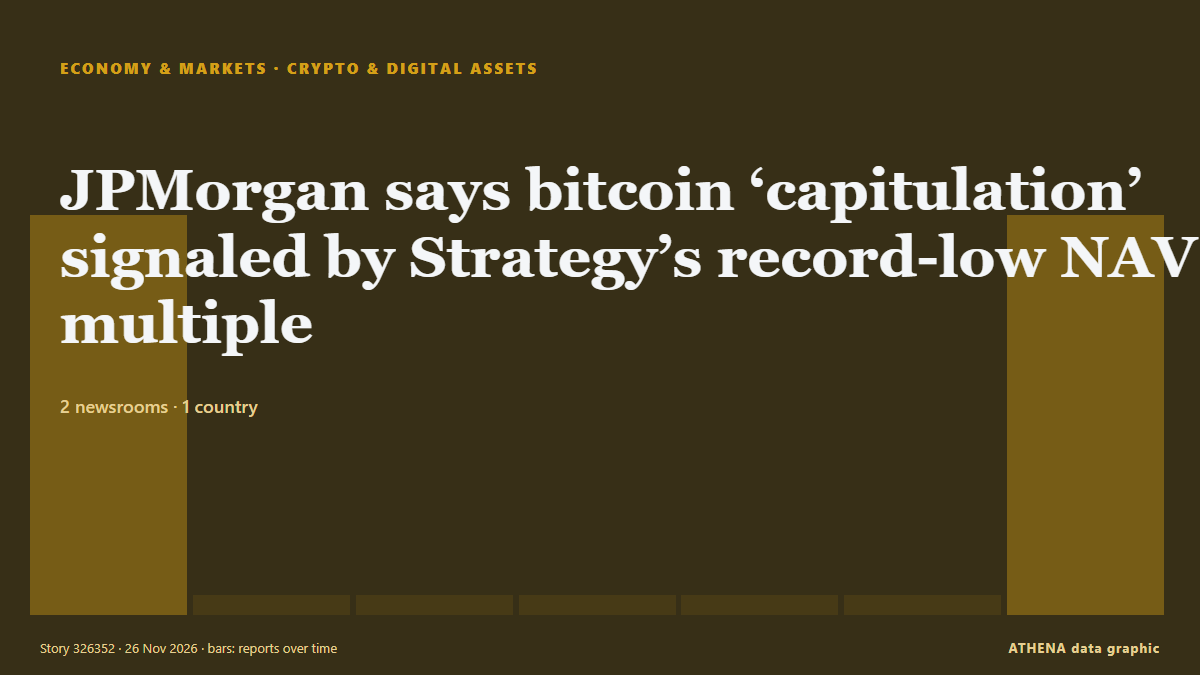 ECONOMY & MARKETS · CRYPTO & DIGITAL ASSETS
JPMorgan says bitcoin ‘capitulation’
signaled by Strategy’s record-low NAV
multiple
2 newsrooms · 1 country
Story 326352 · 26 Nov 2026 · bars: reports over time
ATHENA data graphic